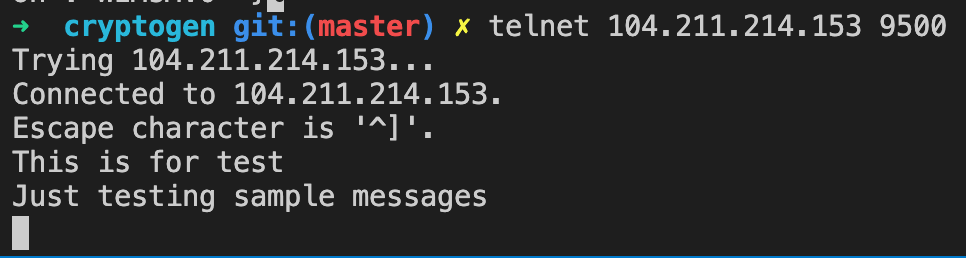 ➜  cryptogen git:(master) ✗ telnet 104.211.214.153 9500
Trying 104.211.214.153...
Connected to 104.211.214.153.
Escape character is '^]'.
This is for test
Just testing sample messages